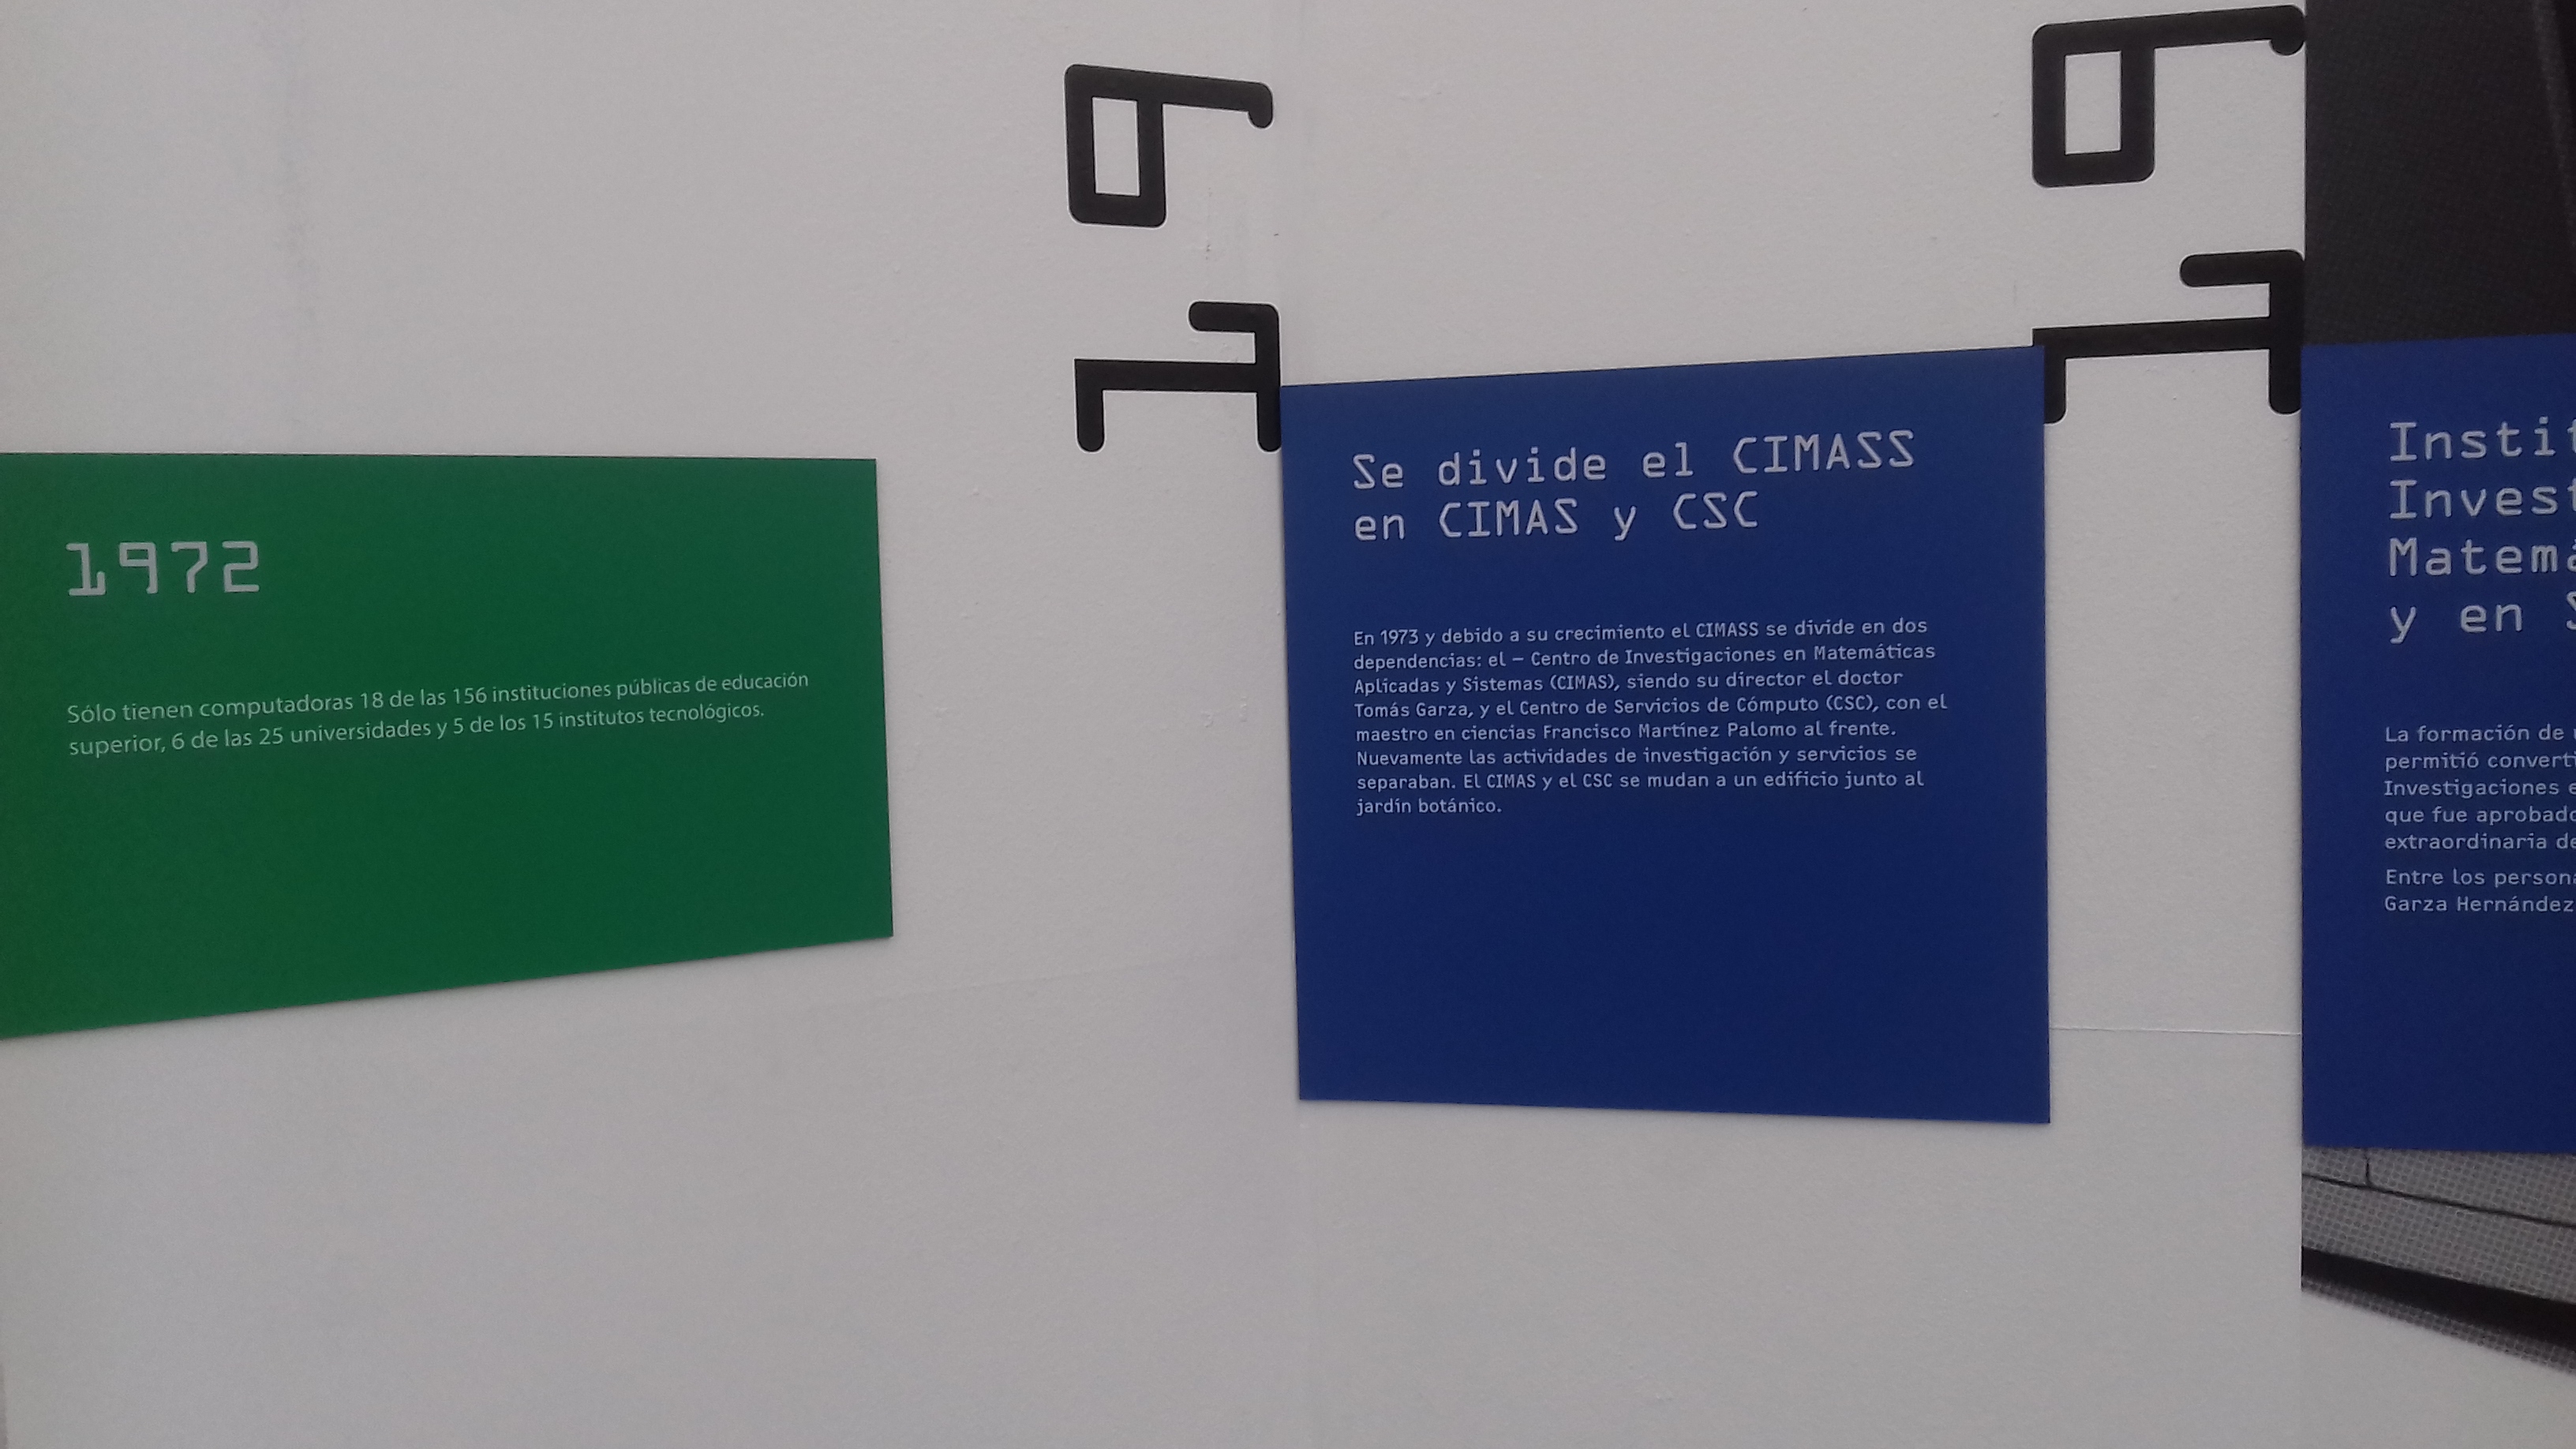 1972
Sólo tienen computadoras 18 de las 156 instituciones públicas de educación
superior, 6 de las 25 universidades y 5 de los 15 institutos tecnológicos.
19
Se divide el CIMASS
en CIMAS y CSC
En 1973 y debido a su crecimiento el CIMASS se divide en dos
dependencias: el – Centro de Investigaciones en Matemáticas
Aplicadas y Sistemas (CIMAS), siendo su director el doctor
Tomás Garza, y el Centro de Servicios de Cómputo (CSC), con el
maestro en ciencias Francisco Martínez Palomo al frente.
Nuevamente las actividades de investigación y servicios se
separaban. El CIMAS y el CSC se mudan a un edificio junto al
jardín botánico.
19
Instit
Invest
Matemá
y en
La formación de
permitió converti
Investigaciones e
que fue aprobado
extraordinaria de
Entre los persona
Garza Hernández